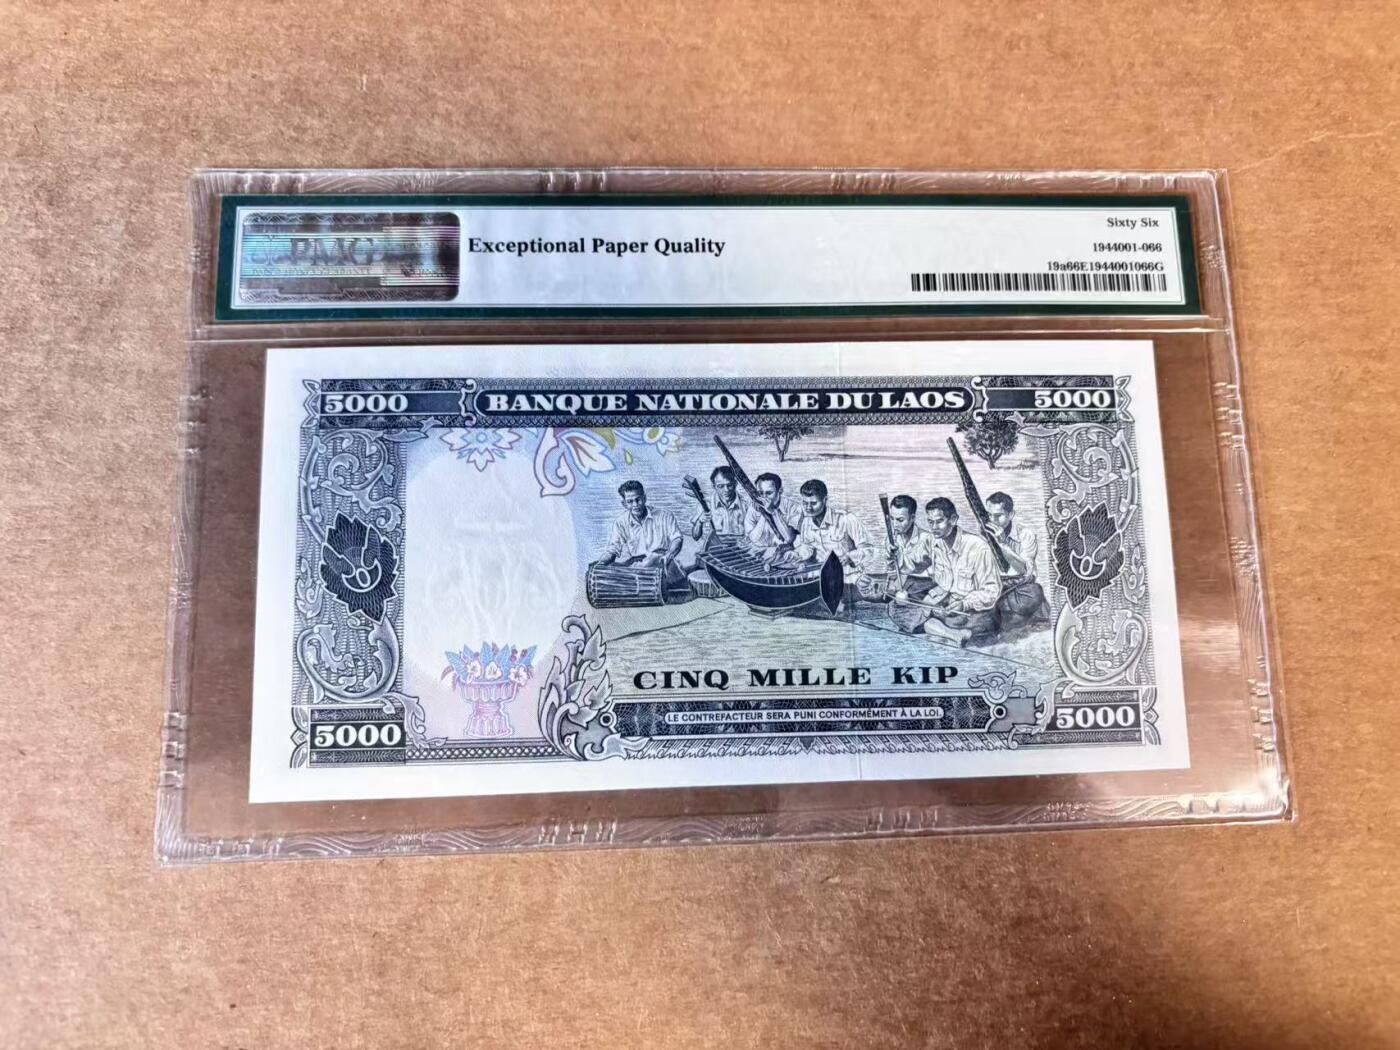 PMG
Exceptional Paper Quality
Sixty Six
1944001-066
19a66E1944001066G
5000
BANQUE NATIONALE DU LAOS
5000
CINQ MILLE KIP
LE CONTREFACTEUR SERA PUNI CONFORMÉMENT À LA LOI.
5000
5000